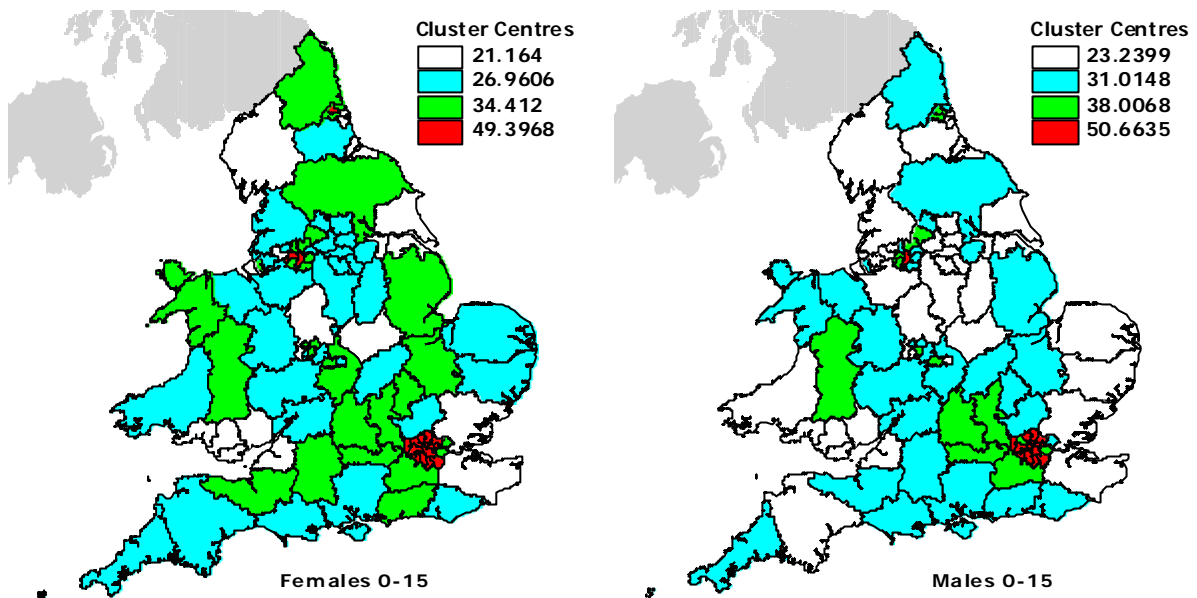 Cluster Centres
21.164
26.9606
34.412
49.3968
Females 0-15
Cluster Centres
23.2399
31.0148
38.0068
50.6635
Males 0-15